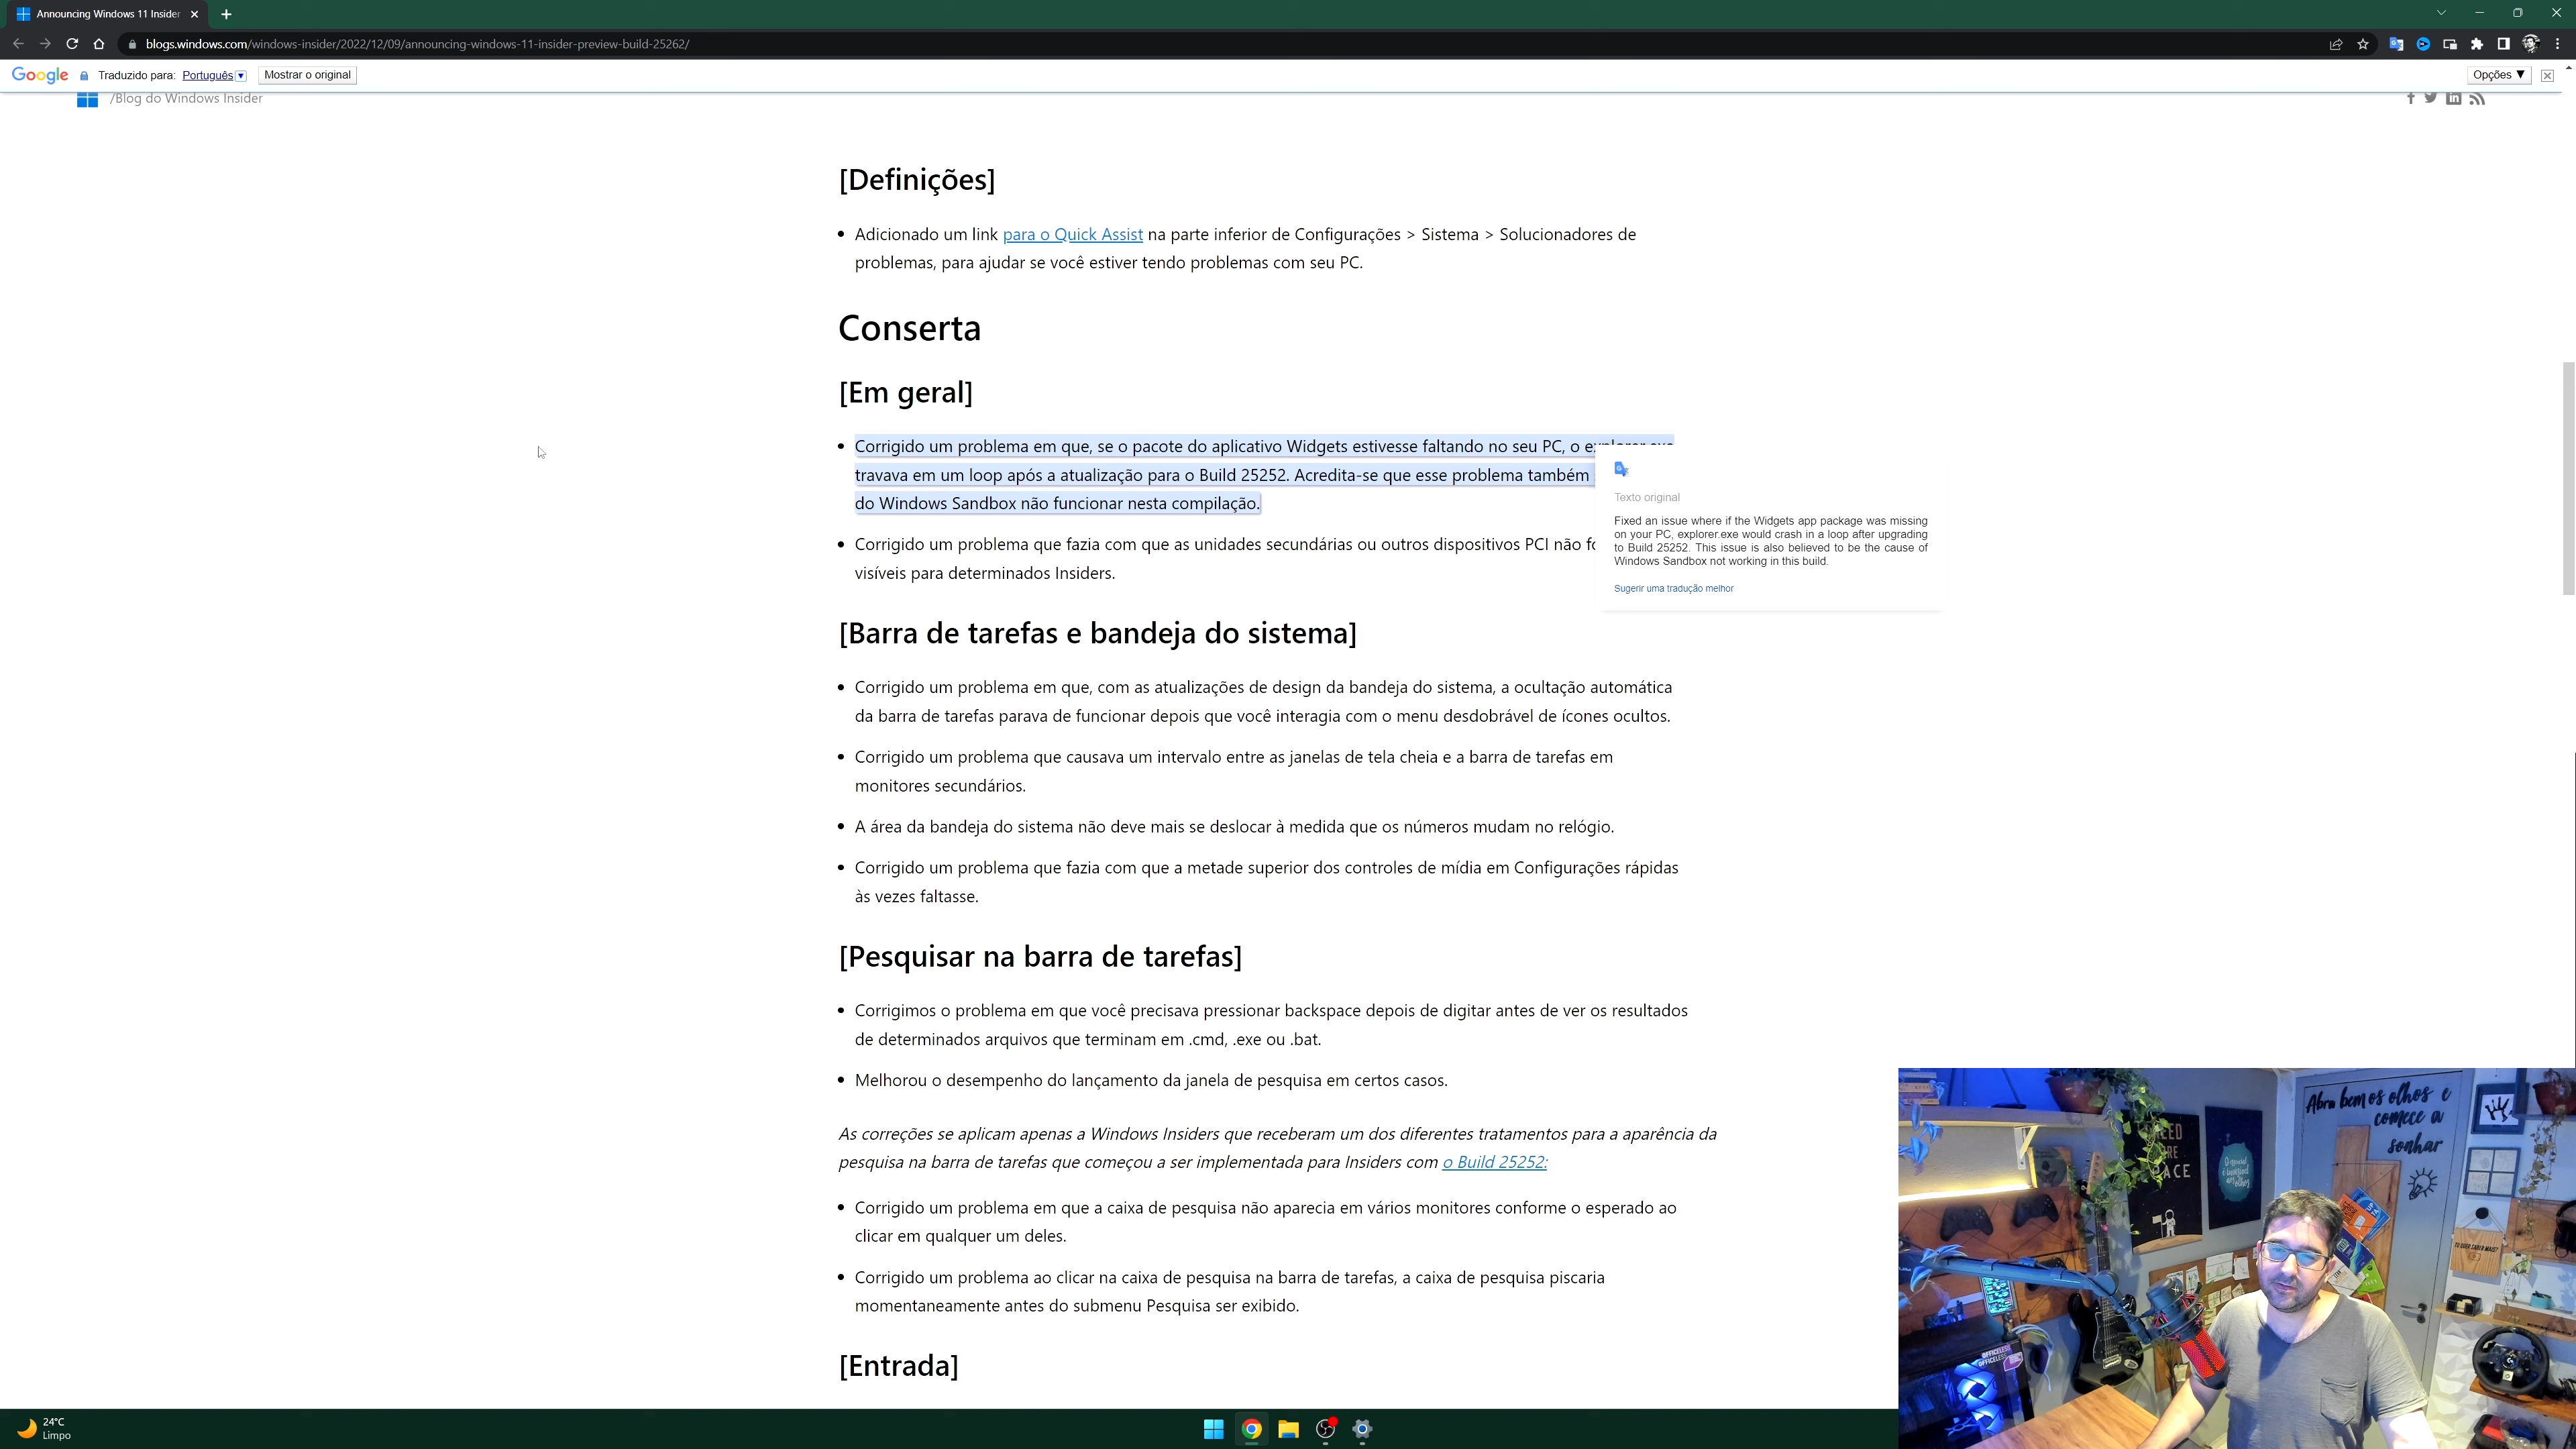 Announcing Windows 11 Insider
blogs.windows.com/windows-insider/2022/12/09/announcing-windows-11-insider-preview-build-25262/
Google Traduzido para: Português Mostrar o original Opções ▼
/Blog do Windows Insider
[Definições]
Adicionado um link para o Quick Assist na parte inferior de Configurações > Sistema > Solucionadores de
problemas, para ajudar se você estiver tendo problemas com seu PC.
Conserta
[Em geral]
Corrigido um problema em que, se o pacote do aplicativo Widgets estivesse faltando no seu PC, o explorer.exe
travava em um loop após a atualização para o Build 25252. Acredita-se que esse problema também
do Windows Sandbox não funcionar nesta compilação.
Texto original
Fixed an issue where if the Widgets app package was missing
on your PC, explorer.exe would crash in a loop after upgrading
to Build 25252. This issue is also believed to be the cause of
Windows Sandbox not working in this build.
Sugerir uma tradução melhor
Corrigido um problema que fazia com que as unidades secundárias ou outros dispositivos PCI não
visíveis para determinados Insiders.
[Barra de tarefas e bandeja do sistema]
Corrigido um problema em que, com as atualizações de design da bandeja do sistema, a ocultação automática
da barra de tarefas parava de funcionar depois que você interagia com o menu desdobrável de ícones ocultos.
Corrigido um problema que causava um intervalo entre as janelas de tela cheia e a barra de tarefas em
monitores secundários.
A área da bandeja do sistema não deve mais se deslocar à medida que os números mudam no relógio.
Corrigido um problema que fazia com que a metade superior dos controles de mídia em Configurações rápidas
às vezes faltasse.
[Pesquisar na barra de tarefas]
Corrigimos o problema em que você precisava pressionar backspace depois de digitar antes de ver os resultados
de determinados arquivos que terminam em .cmd, .exe ou .bat.
Melhorou o desempenho do lançamento da janela de pesquisa em certos casos.
As correções se aplicam apenas a Windows Insiders que receberam um dos diferentes tratamentos para a aparência da
pesquisa na barra de tarefas que começou a ser implementada para Insiders com o Build 25252:
Corrigido um problema em que a caixa de pesquisa não aparecia em vários monitores conforme o esperado ao
clicar em qualquer um deles.
Corrigido um problema ao clicar na caixa de pesquisa na barra de tarefas, a caixa de pesquisa piscaria
momentaneamente antes do submenu Pesquisa ser exibido.
[Entrada]
Abra bem os olhos e
comece a
sonhar
24°C
Limpo